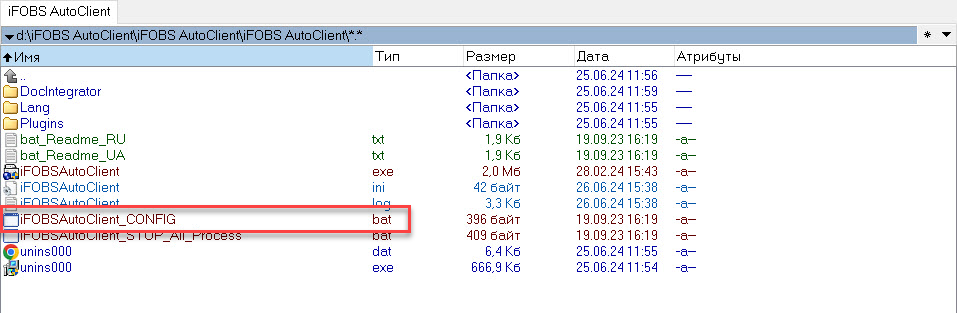 iFOBS AutoClient
d:\iFOBS AutoClient\iFOBS AutoClient\iFOBS AutoClient\*.*
Имя Тип Размер Дата Атрибуты
.. <Папка> 25.06.24 11:56 —
DocIntegrator <Папка> 25.06.24 11:59 —
Lang <Папка> 25.06.24 11:55 —
Plugins <Папка> 25.06.24 11:55 —
bat_Readme_RU txt 1,9 Кб 19.09.23 16:19 -a--
bat_Readme_UA txt 1,9 Кб 19.09.23 16:19 -a--
iFOBSAutoClient exe 2,0 Мб 28.02.24 15:43 -a--
iFOBSAutoClient ini 42 байт 26.06.24 15:38 -a--
iFOBSAutoClient log 3,3 Кб 26.06.24 15:38 -a--
iFOBSAutoClient_CONFIG bat 396 байт 19.09.23 16:19 -a--
iFOBSAutoClient_STOP_All_Process bat 409 байт 19.09.23 16:19 -a--
unins000 dat 6,4 Кб 25.06.24 11:55 -a--
unins000 exe 666,9 Кб 25.06.24 11:54 -a--